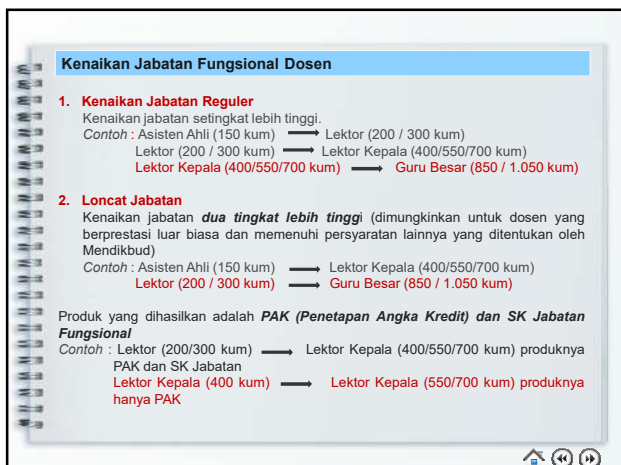 Kenaikan Jabatan Fungsional Dosen
1. Kenaikan Jabatan Reguler
Kenaikan jabatan setingkat lebih tinggi.
Contoh : Asisten Ahli (150 kum) → Lektor (200 / 300 kum)
Lektor (200 / 300 kum) → Lektor Kepala (400/550/700 kum)
Lektor Kepala (400/550/700 kum) → Guru Besar (850 / 1.050 kum)
2. Loncat Jabatan
Kenaikan jabatan dua tingkat lebih tinggi (dimungkinkan untuk dosen yang
berprestasi luar biasa dan memenuhi persyaratan lainnya yang ditentukan oleh
Mendikbud)
Contoh : Asisten Ahli (150 kum) → Lektor Kepala (400/550/700 kum)
Lektor (200 / 300 kum) → Guru Besar (850 / 1.050 kum)
Produk yang dihasilkan adalah PAK (Penetapan Angka Kredit) dan SK Jabatan
Fungsional
Contoh : Lektor (200/300 kum) → Lektor Kepala (400/550/700 kum) produknya
PAK dan SK Jabatan
Lektor Kepala (400 kum) → Lektor Kepala (550/700 kum) produknya
hanya PAK